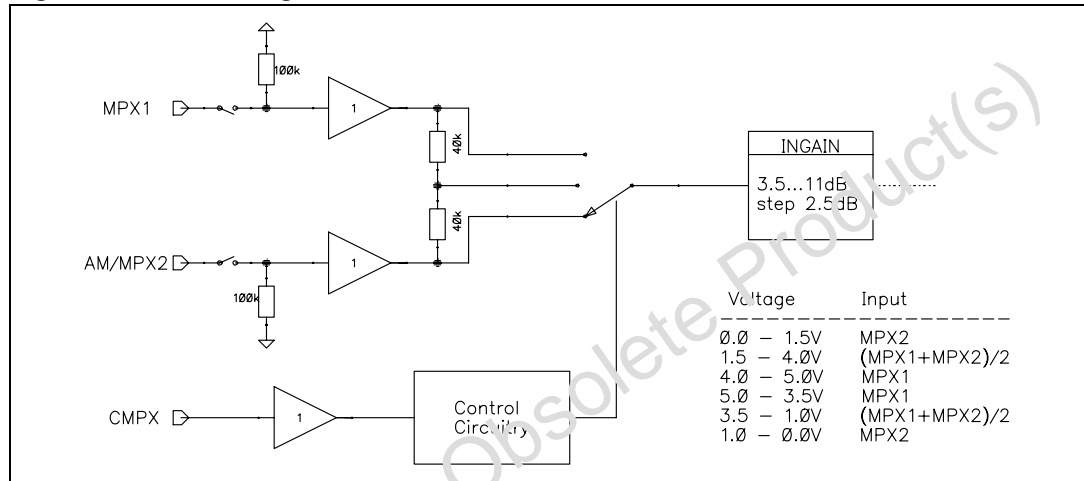 100k
MPX1
1
40k
INGAIN
3.5...11dB
step 2.5dB
40k
AM/MPX2
1
100k
Voltage Input
0.0 – 1.5V MPX2
1.5 – 4.0V (MPX1+MPX2)/2
4.0 – 5.0V MPX1
5.0 – 3.5V MPX1
3.5 – 1.0V (MPX1+MPX2)/2
1.0 – 0.0V MPX2
CMPX
1
Control
Circuitry
Obsolete Product(s)